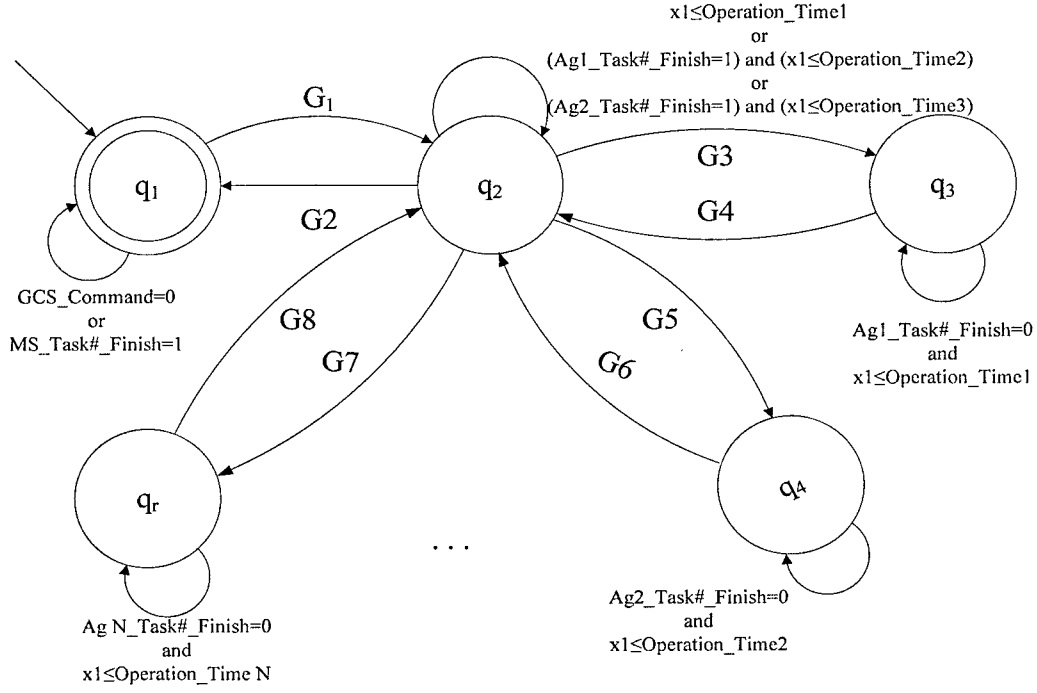 x1≤Operation_Time1
or
(Ag1_Task#_Finish=1) and (x1≤Operation_Time2)
or
(Ag2_Task#_Finish=1) and (x1≤Operation_Time3)
G1
G3
q1
q2
q3
G4
G2
GCS_Command=0
or
MS_Task#_Finish=1
G8
G5
G7
G6
Ag1_Task#_Finish=0
and
x1≤Operation_Time1
qr
q4
. . .
Ag N_Task#_Finish=0
and
x1≤Operation_Time N
Ag2_Task#_Finish=0
and
x1≤Operation_Time2